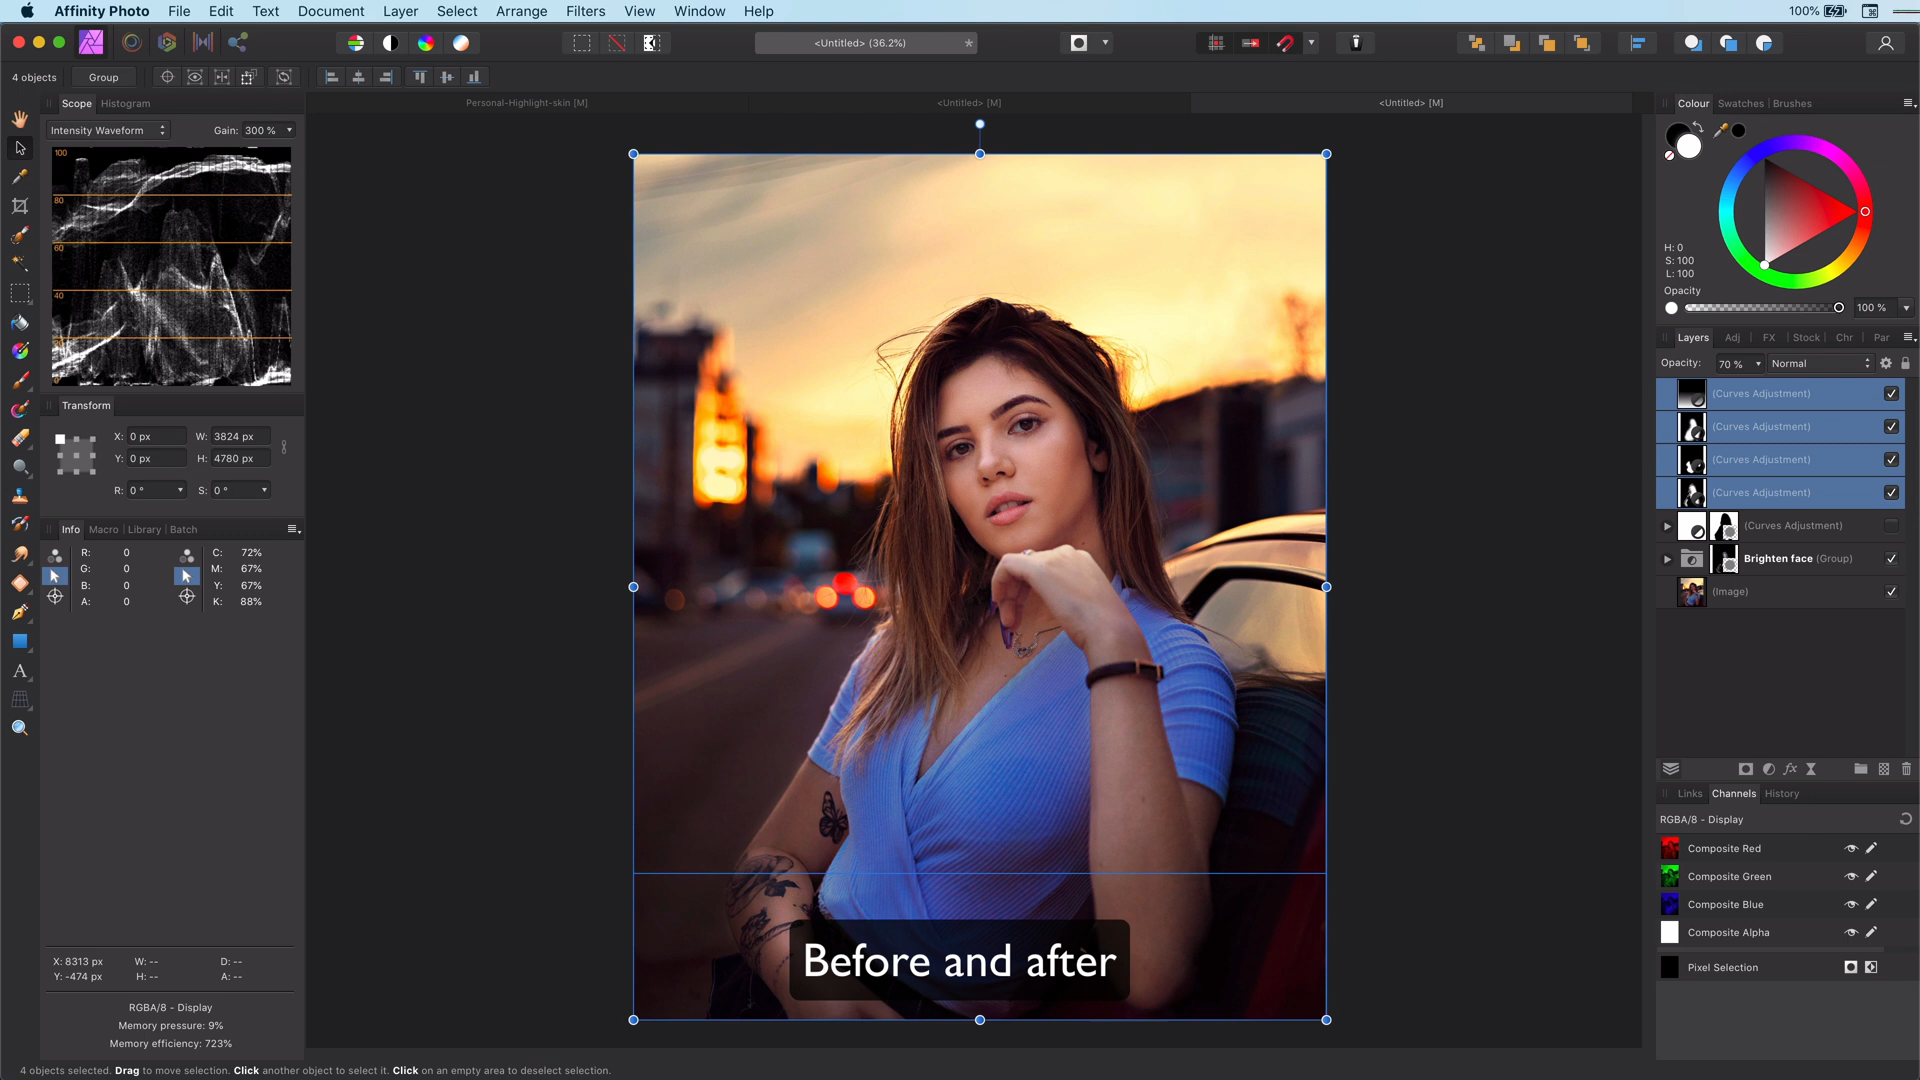 Affinity Photo File Edit Text Document Layer Select Arrange Filters View Window Help 100%
<Untitled> (36.2%) *
4 objects Group
Personal-Highlight-skin [M] <Untitled> [M] <Untitled> [M]
Scope Histogram
Intensity Waveform Gain: 300 %
100
80
60
40
20
0
Transform
X: 0 px W: 3824 px
Y: 0 px H: 4780 px
R: 0 ° S: 0 °
Info Macro Library Batch
R: 0 C: 72%
G: 0 M: 67%
B: 0 Y: 67%
A: 0 K: 88%
X: 8313 px W: -- D: --
Y: -474 px H: -- A: --
RGBA/8 - Display
Memory pressure: 9%
Memory efficiency: 723%
4 objects selected. Drag to move selection. Click another object to select it. Click on an empty area to deselect selection.
Before and after
Colour Swatches Brushes
H: 0
S: 100
L: 100
Opacity
100 %
Layers Adj FX Stock Chr Par
Opacity: 70 % Normal
(Curves Adjustment)
(Curves Adjustment)
(Curves Adjustment)
(Curves Adjustment)
(Curves Adjustment)
Brighten face (Group)
(Image)
Links Channels History
RGBA/8 - Display
Composite Red
Composite Green
Composite Blue
Composite Alpha
Pixel Selection